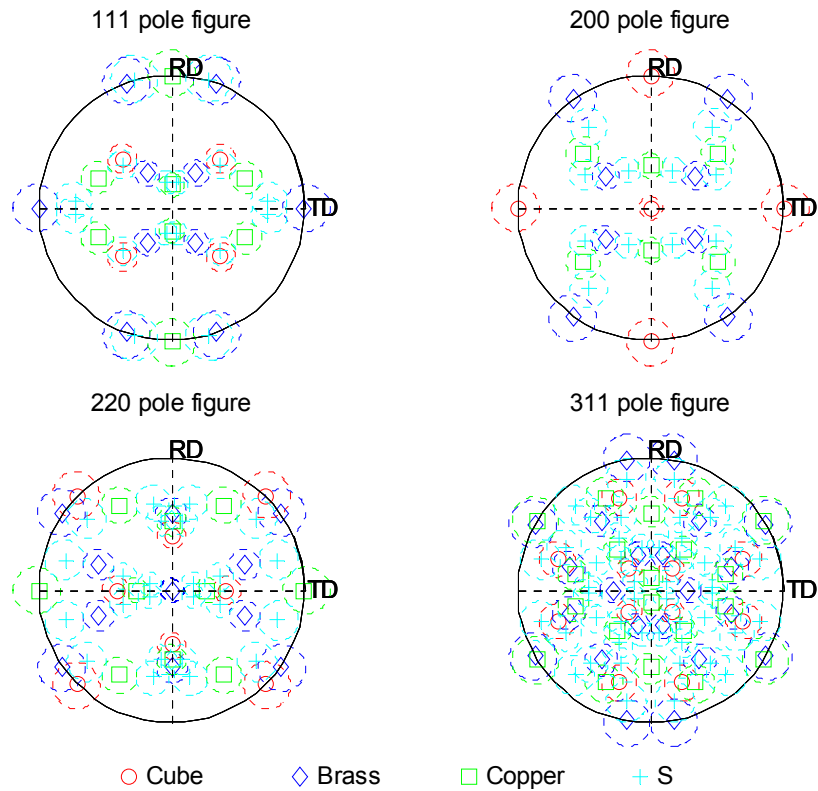 111 pole figure
200 pole figure
RD
TD
RD
TD
220 pole figure
311 pole figure
RD
TD
RD
TD
Cube
Brass
Copper
S